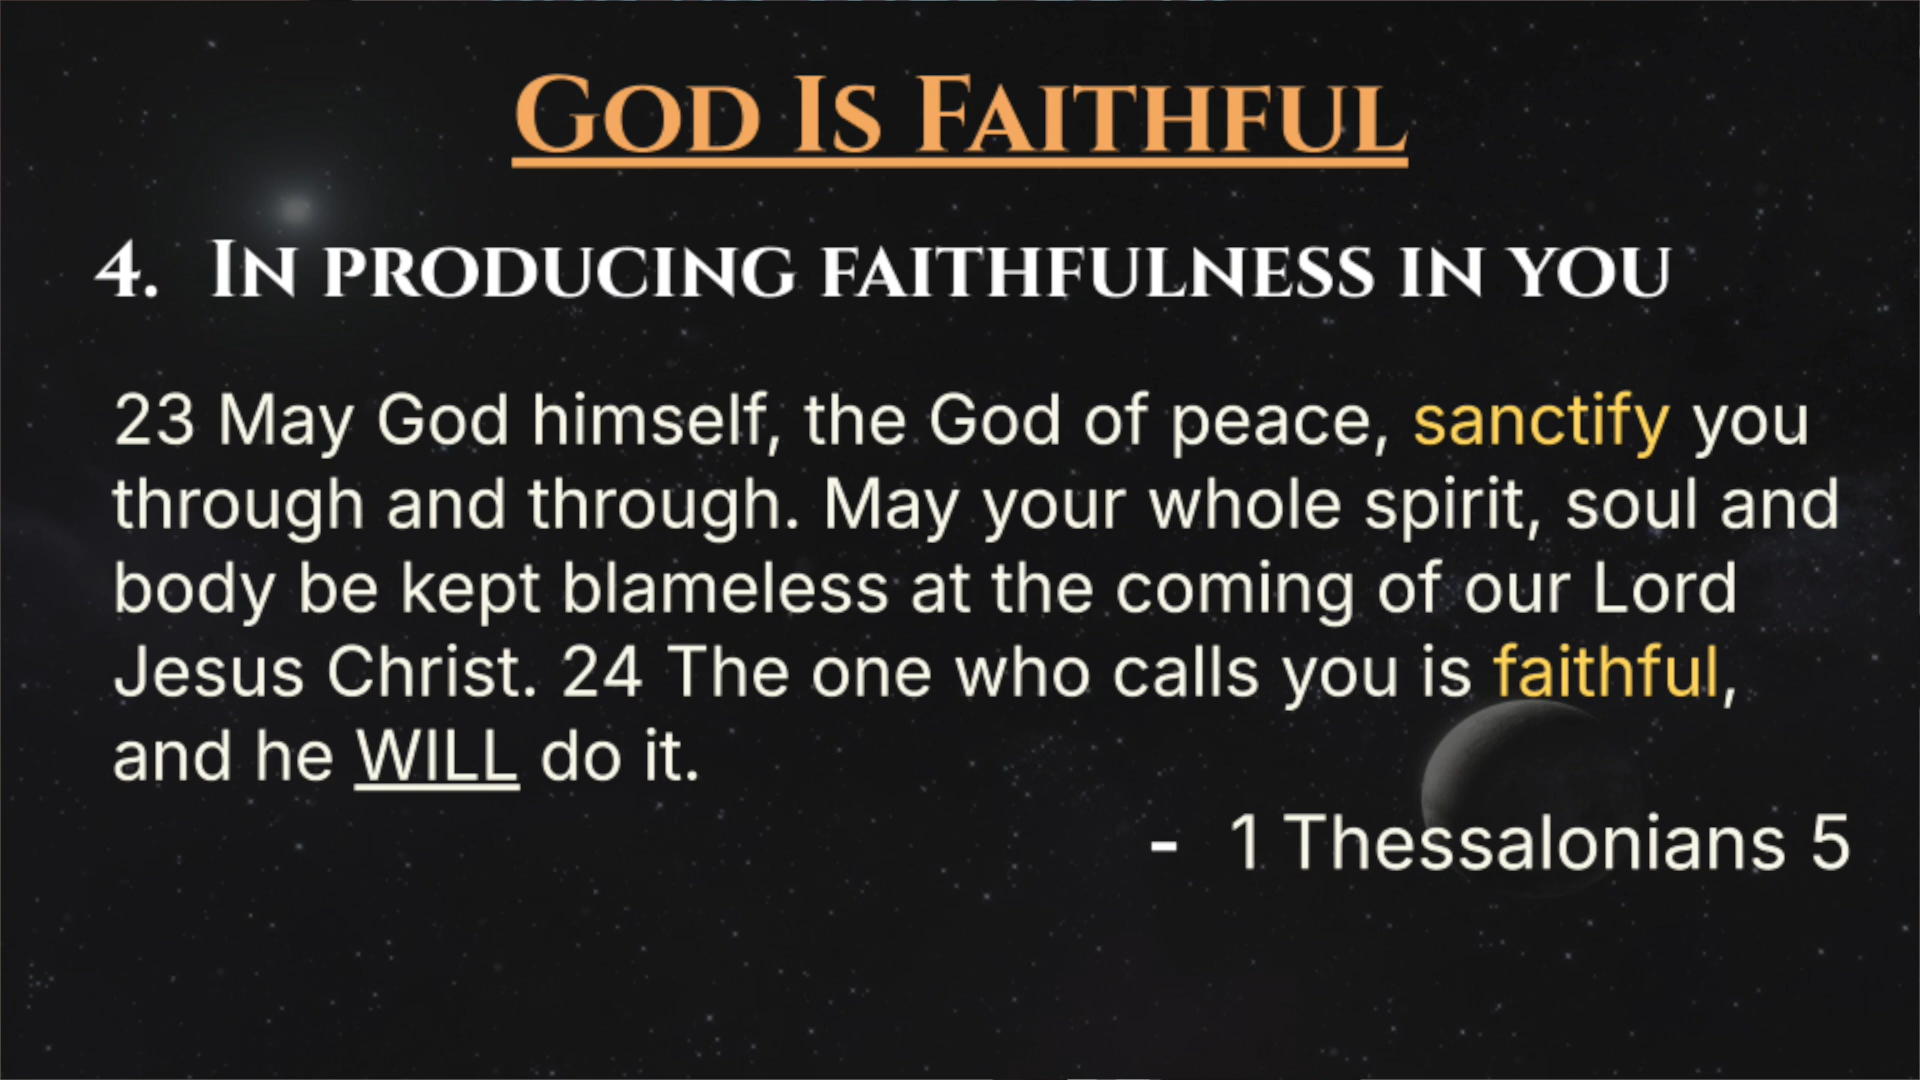 God Is Faithful
4. In producing faithfulness in you
23 May God himself, the God of peace, sanctify you
through and through. May your whole spirit, soul and
body be kept blameless at the coming of our Lord
Jesus Christ. 24 The one who calls you is faithful,
and he WILL do it.
- 1 Thessalonians 5